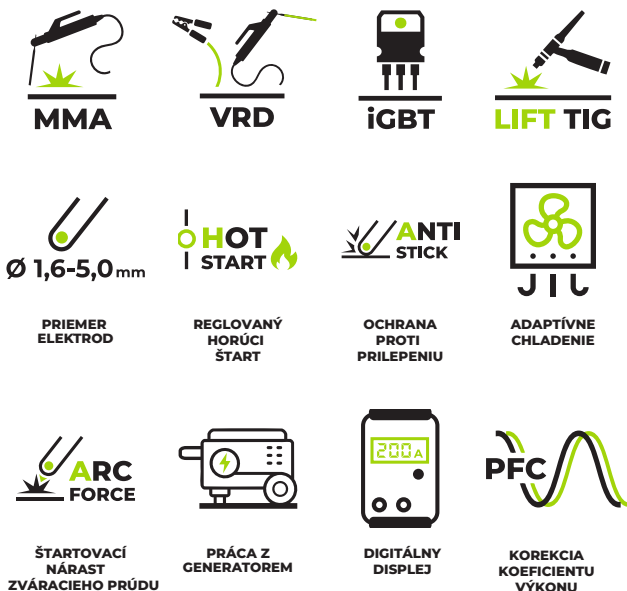 MMA
VRD
iGBT
LIFT TIG
Ø 1,6-5,0 mm
HOT
START
ANTI
STICK
PRIEMER
ELEKTROD
REGLOVANÝ
HORÚCI
ŠTART
OCHRANA
PROTI
PRILEPENIU
ADAPTÍVNE
CHLADENIE
ARC
FORCE
200A
PFC
ŠTARTOVACÍ
NÁRAST
ZVÁRACIEHO PRÚDU
PRÁCA Z
GENERATOREM
DIGITÁLNY
DISPLEJ
KOREKCIA
KOEFICIENTU
VÝKONU